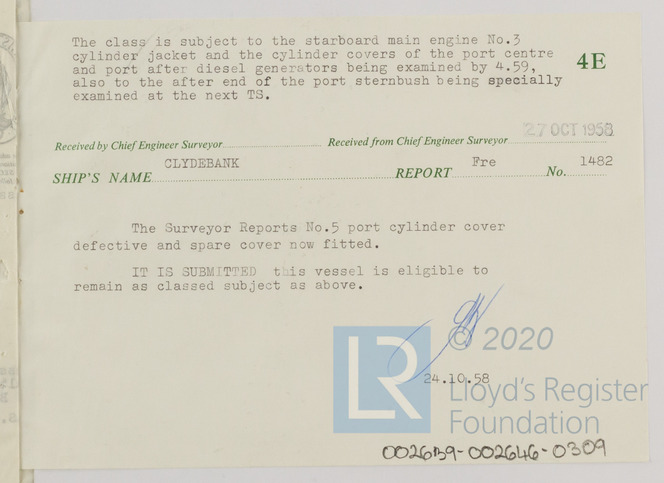 The class is subject to the starboard main engine No.3
cylinder jacket and the cylinder covers of the port centre
and port after diesel generators being examined by 4.59,
also to the after end of the port sternbush being specially
examined at the next TS.
4E
Received by Chief Engineer Surveyor
Received from Chief Engineer Surveyor 27 OCT 1958
SHIP'S NAME CLYDEBANK REPORT Fre No. 1482
The Surveyor Reports No.5 port cylinder cover
defective and spare cover now fitted.
IT IS SUBMITTED this vessel is eligible to
remain as classed subject as above.
© 2020
24.10.58
LR
Lloyd's Register
Foundation
002639-002646-0309